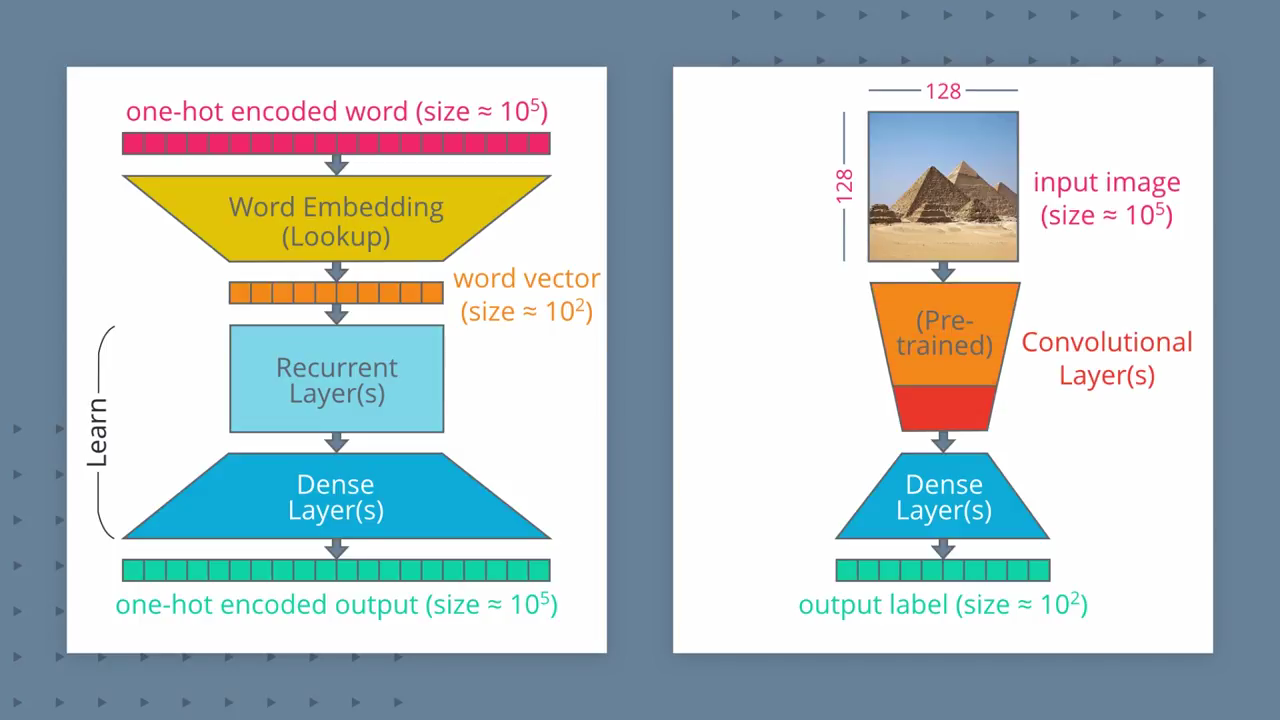 one-hot encoded word (size ≈ 10⁵)
Word Embedding
(Lookup)
word vector
(size ≈ 10²)
Recurrent
Layer(s)
Learn
Dense
Layer(s)
one-hot encoded output (size ≈ 10⁵)
128
128
input image
(size ≈ 10⁵)
(Pre-
trained)
Convolutional
Layer(s)
Dense
Layer(s)
output label (size ≈ 10²)